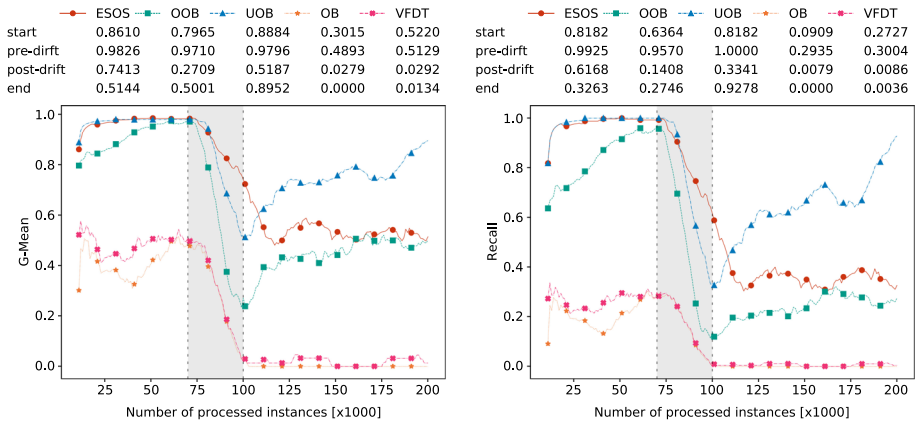 ESOS OOB UOB OB VFDT
start 0.8610 0.7965 0.8884 0.3015 0.5220
pre-dirft 0.9826 0.9710 0.9796 0.4893 0.5129
post-drift 0.7413 0.2709 0.5187 0.0279 0.0292
end 0.5144 0.5001 0.8952 0.0000 0.0134
G-Mean
1.0
0.8
0.6
0.4
0.2
0.0
25 50 75 100 125 150 175 200
Number of processed instances [x1000]
ESOS OOB UOB OB VFDT
start 0.8182 0.6364 0.8182 0.0909 0.2727
pre-dirft 0.9925 0.9570 1.0000 0.2935 0.3004
post-drift 0.6168 0.1408 0.3341 0.0079 0.0086
end 0.3263 0.2746 0.9278 0.0000 0.0036
Recall
1.0
0.8
0.6
0.4
0.2
0.0
25 50 75 100 125 150 175 200
Number of processed instances [x1000]